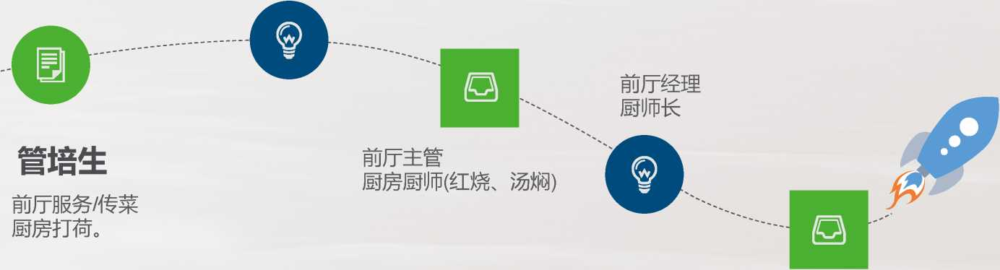 管培生
前厅服务/传菜
厨房打荷。
前厅主管
厨房厨师(红烧、汤焖)
前厅经理
厨师长